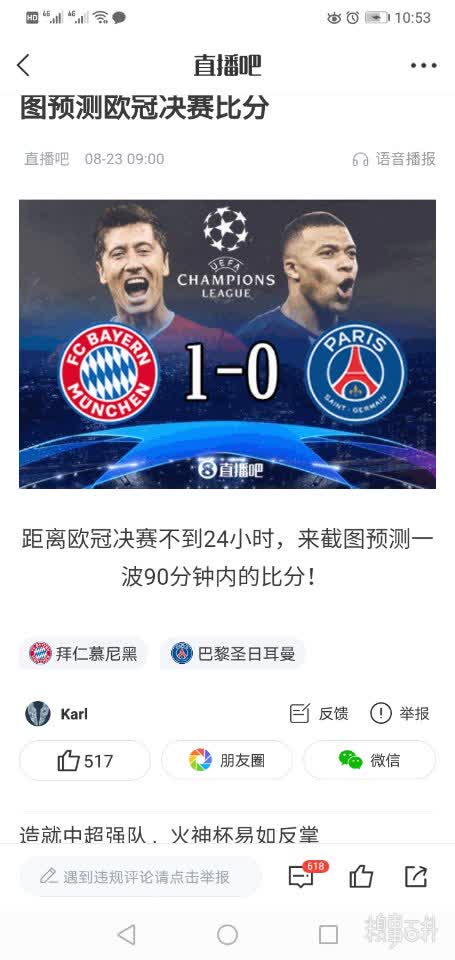 HD 4G 4G 10:53
直播吧
图预测欧冠决赛比分
直播吧 08-23 09:00 语音播报
UEFA
CHAMPIONS
LEAGUE
FC BAYERN
MÜNCHEN
1-0
PARIS
SAINT-GERMAIN
直播吧
距离欧冠决赛不到24小时，来截图预测一
波90分钟内的比分！
拜仁慕尼黑 巴黎圣日耳曼
Karl 反馈 举报
517 朋友圈 微信
造就中超强队，火神杯易如反掌
遇到违规评论请点击举报 618
糗事百科